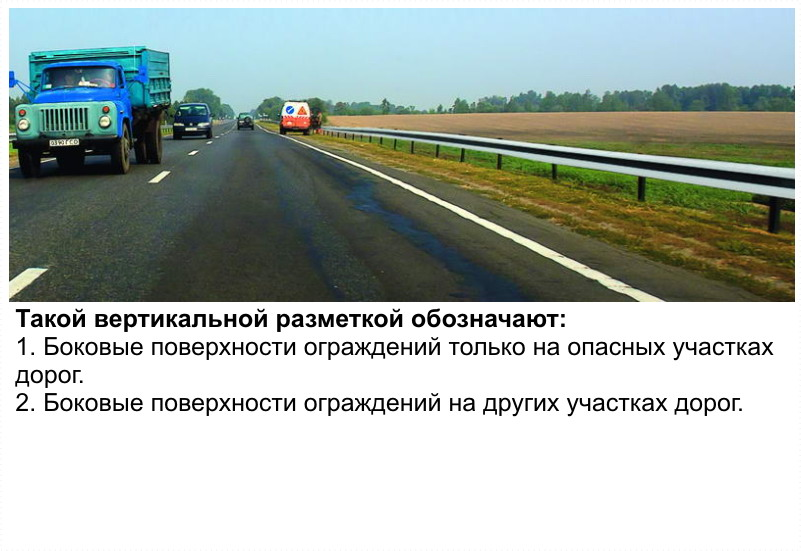 Такой вертикальной разметкой обозначают:
1. Боковые поверхности ограждений только на опасных участках
дорог.
2. Боковые поверхности ограждений на других участках дорог.